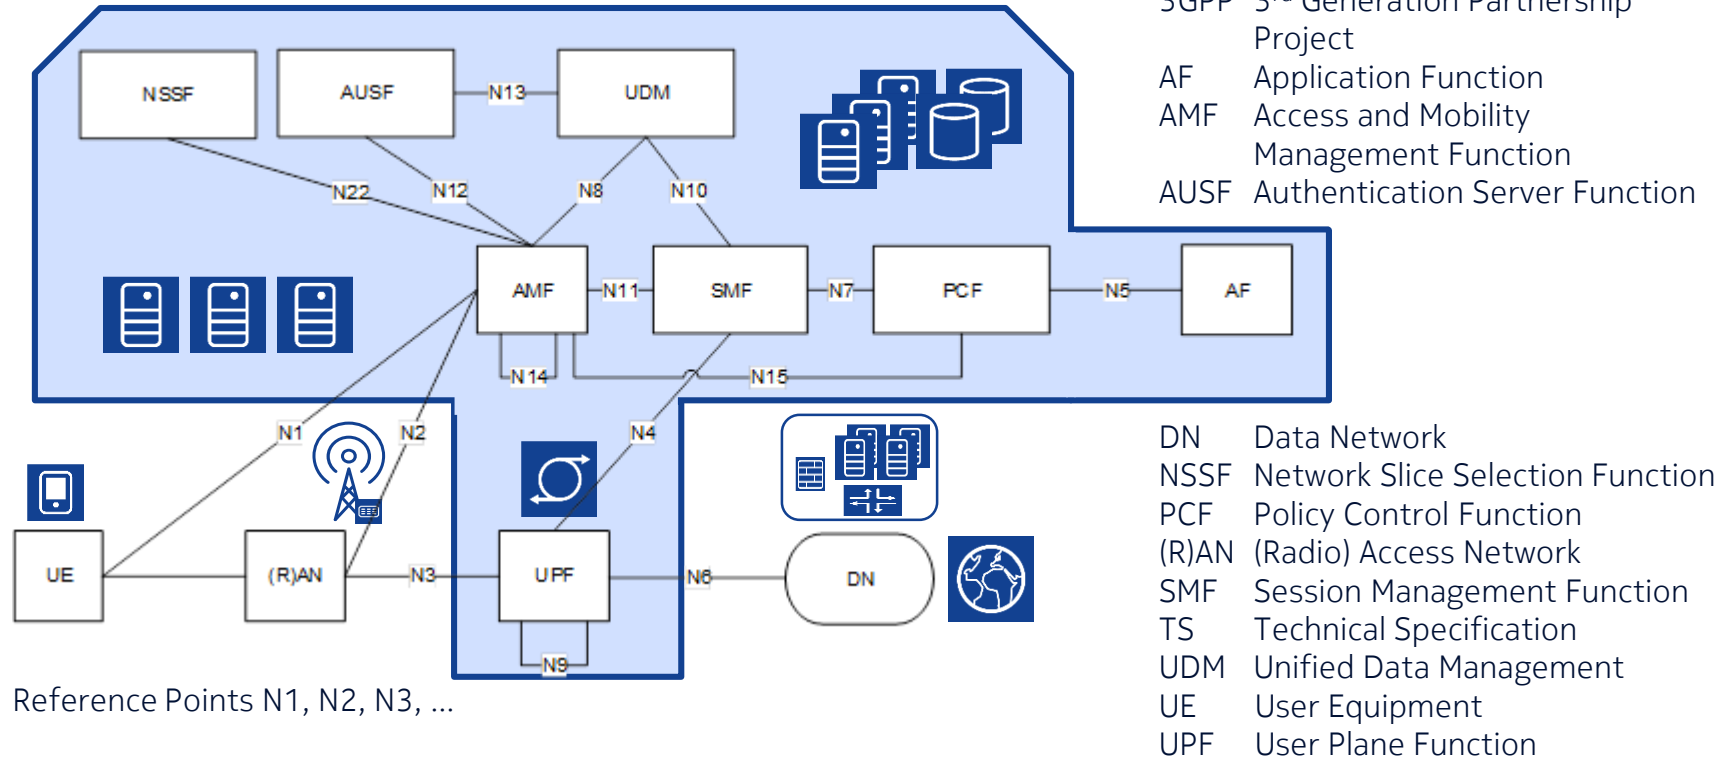 3GPP 3rd Generation Partnership
Project
AF Application Function
AMF Access and Mobility
Management Function
AUSF Authentication Server Function
NSSF
AUSF
N13
UDM
N22
N12
N8
N10
AMF
N11
SMF
N7
PCF
N5
AF
N14
N15
N1
N2
N4
UE
(R)AN
N3
UPF
N6
DN
N9
Reference Points N1, N2, N3, ...
DN Data Network
NSSF Network Slice Selection Function
PCF Policy Control Function
(R)AN (Radio) Access Network
SMF Session Management Function
TS Technical Specification
UDM Unified Data Management
UE User Equipment
UPF User Plane Function